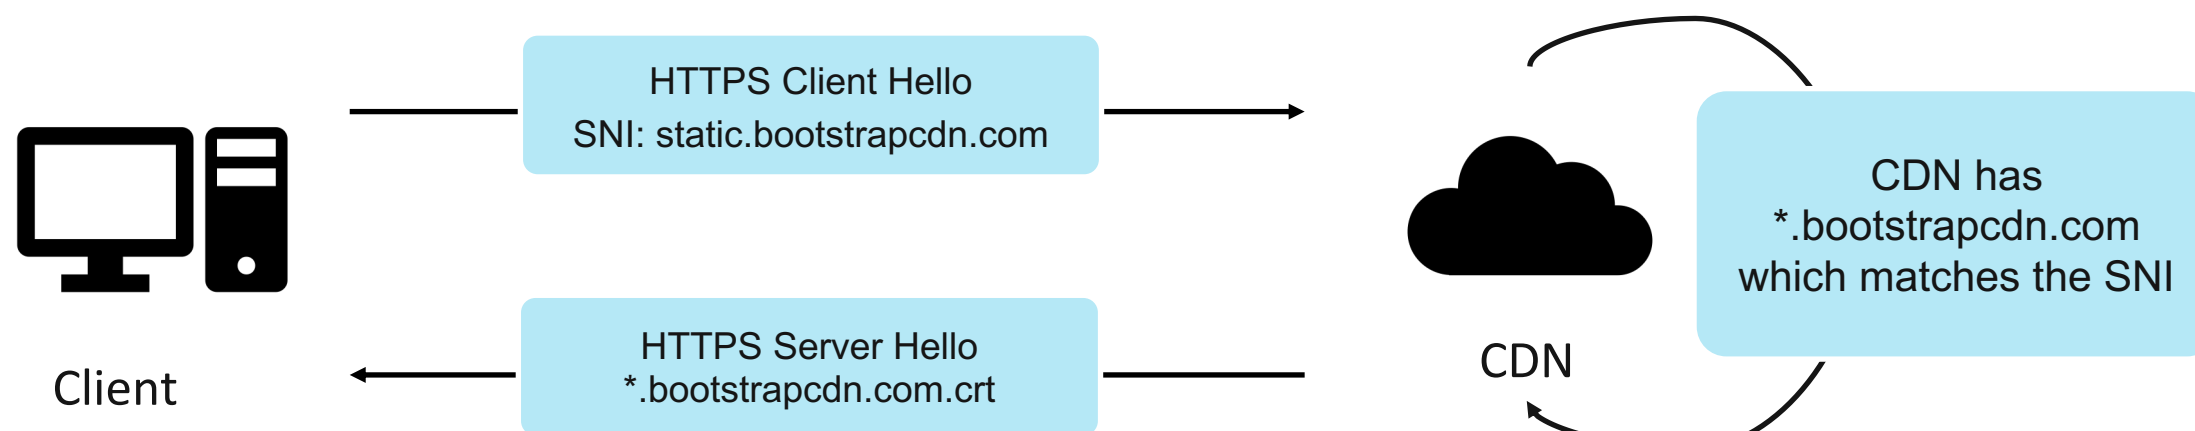 HTTPS Client Hello
SNI: static.bootstrapcdn.com
CDN has
*.bootstrapcdn.com
which matches the SNI
HTTPS Server Hello
*.bootstrapcdn.com.crt
Client
CDN